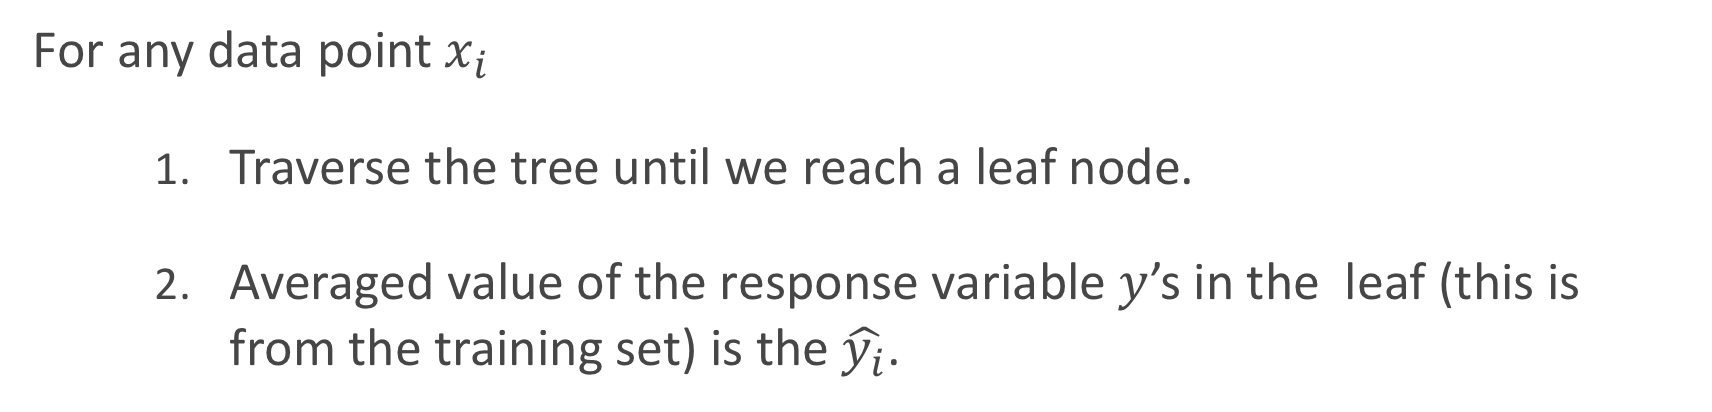 For any data point xᵢ
1. Traverse the tree until we reach a leaf node.
2. Averaged value of the response variable y's in the leaf (this is
from the training set) is the ŷᵢ.